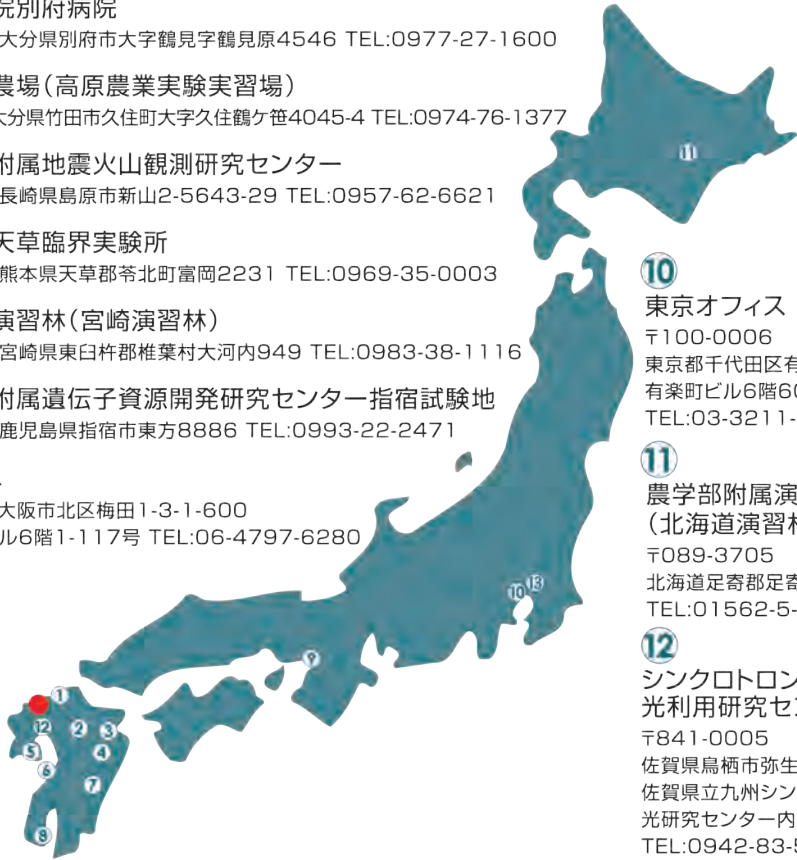 院別府病院
大分県別府市大字鶴見字鶴見原4546 TEL:0977-27-1600
農場(高原農業実験実習場)
大分県竹田市久住町大字久住鶴ケ笹4045-4 TEL:0974-76-1377
附属地震火山観測研究センター
長崎県島原市新山2-5643-29 TEL:0957-62-6621
天草臨界実験所
熊本県天草郡苓北町富岡2231 TEL:0969-35-0003
演習林(宮崎演習林)
宮崎県東臼杵郡椎葉村大河内949 TEL:0983-38-1116
附属遺伝子資源開発研究センター指宿試験地
鹿児島県指宿市東方8886 TEL:0993-22-2471
大阪市北区梅田1-3-1-600
ル6階1-117号 TEL:06-4797-6280
10
東京オフィス
〒100-0006
東京都千代田区有
有楽町ビル6階6
TEL:03-3211-
11
農学部附属演
(北海道演習林
〒089-3705
北海道足寄郡足寄
TEL:01562-5-
12
シンクロトロン
光利用研究セン
〒841-0005
佐賀県鳥栖市弥生
佐賀県立九州シン
光研究センター内
TEL:0942-83-5
11
10
13
9
1
12
2
3
5
4
6
7
8